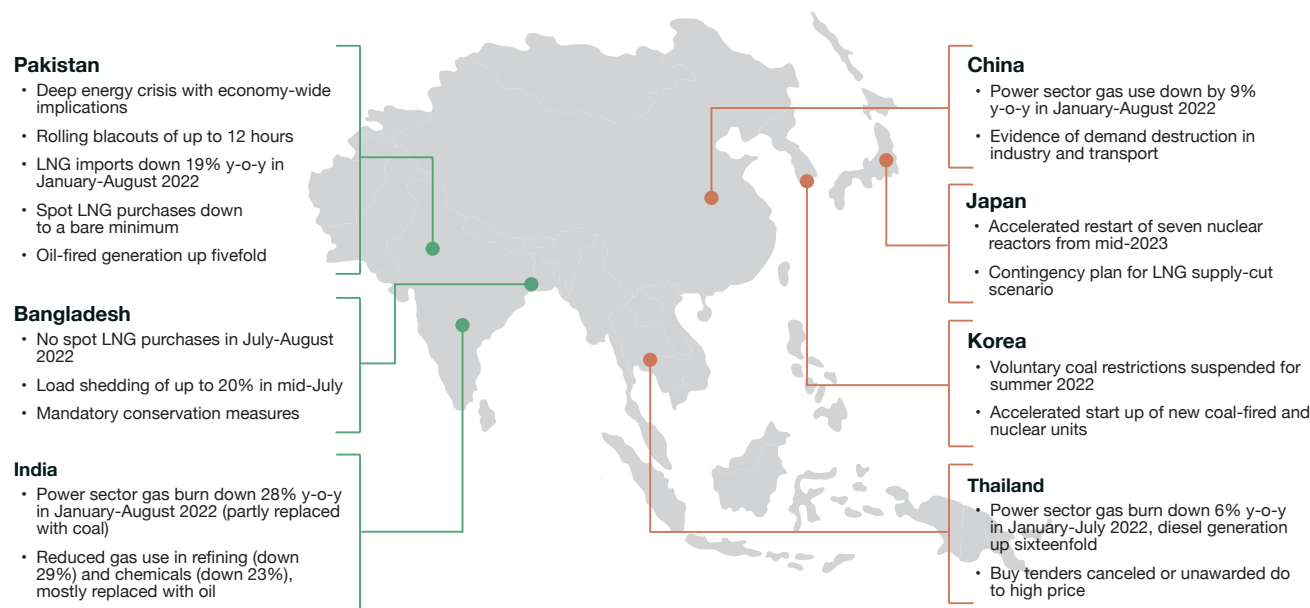 Pakistan
• Deep energy crisis with economy-wide
implications
• Rolling blacouts of up to 12 hours
• LNG imports down 19% y-o-y in
January-August 2022
• Spot LNG purchases down
to a bare minimum
• Oil-fired generation up fivefold
Bangladesh
• No spot LNG purchases in July-August
2022
• Load shedding of up to 20% in mid-July
• Mandatory conservation measures
India
• Power sector gas burn down 28% y-o-y
in January-August 2022 (partly replaced
with coal)
• Reduced gas use in refining (down
29%) and chemicals (down 23%),
mostly replaced with oil
China
• Power sector gas use down by 9%
y-o-y in January-August 2022
• Evidence of demand destruction in
industry and transport
Japan
• Accelerated restart of seven nuclear
reactors from mid-2023
• Contingency plan for LNG supply-cut
scenario
Korea
• Voluntary coal restrictions suspended for
summer 2022
• Accelerated start up of new coal-fired and
nuclear units
Thailand
• Power sector gas burn down 6% y-o-y
in January-July 2022, diesel generation
up sixteenfold
• Buy tenders canceled or unawarded do
to high price